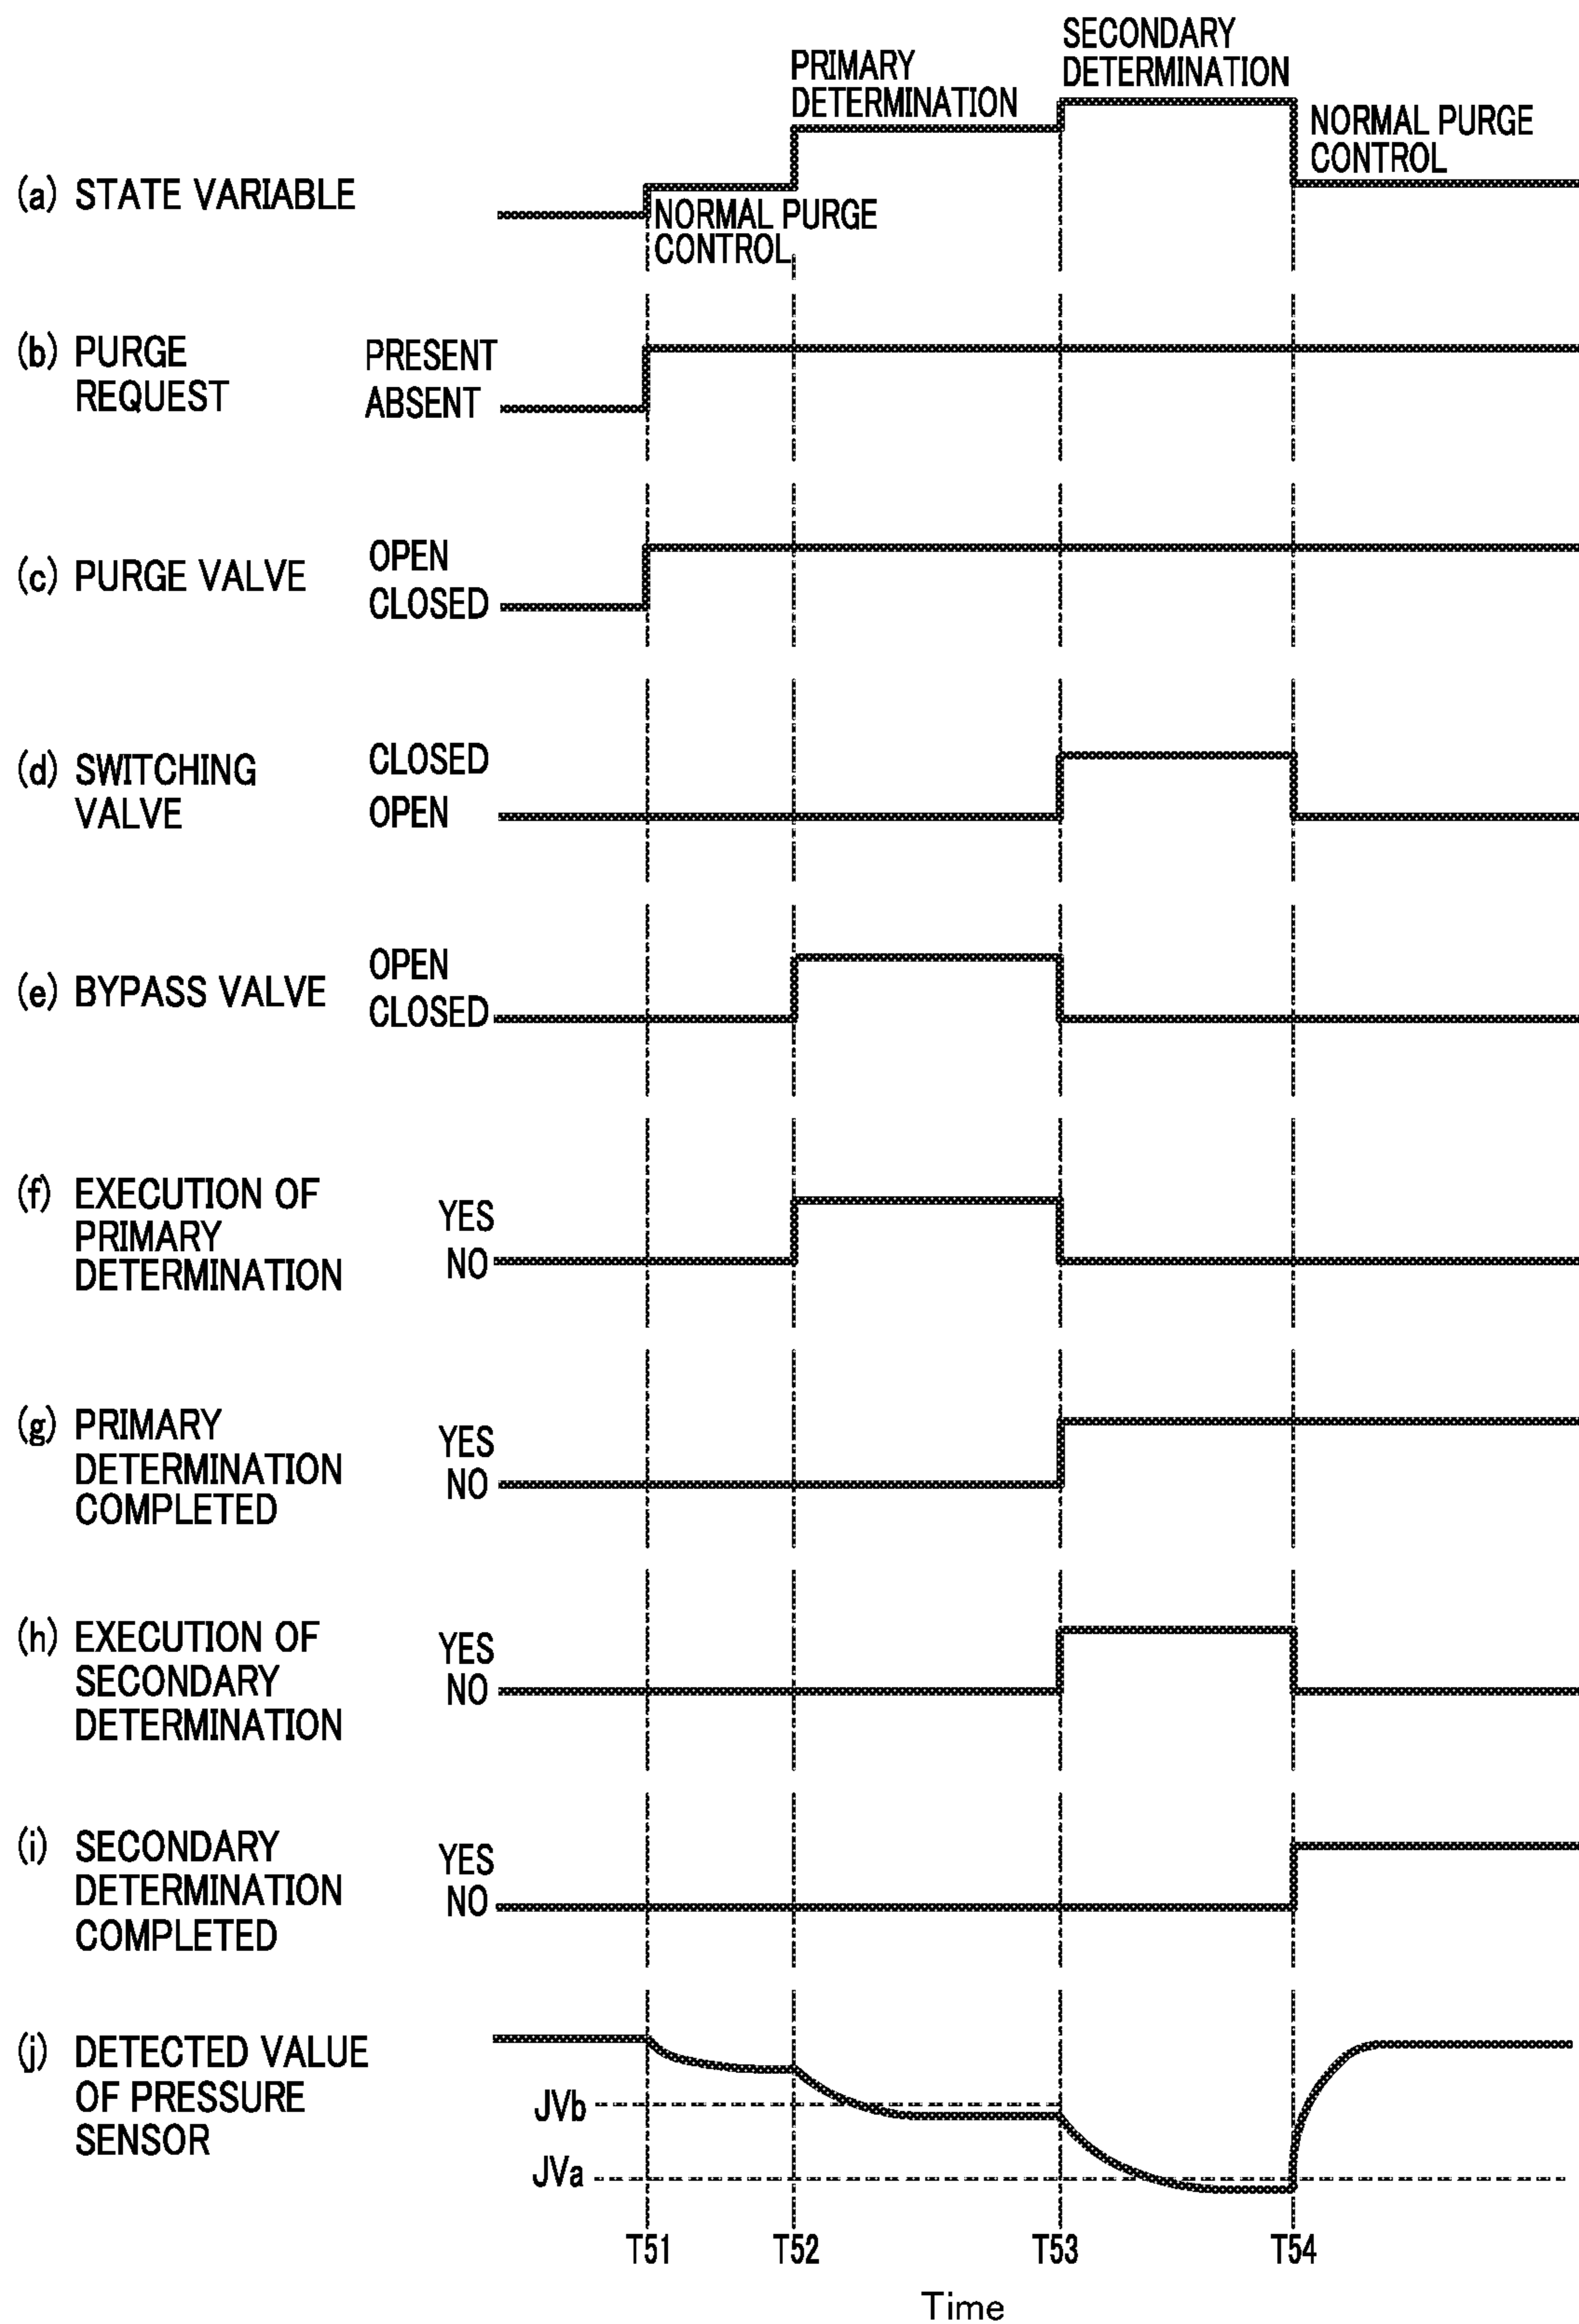 SECONDARY
DETERMINATION
PRIMARY
DETERMINATION
NORMAL PURGE
CONTROL
(a) STATE VARIABLE
NORMAL PURGE
CONTROL
(b) PURGE
REQUEST
PRESENT
ABSENT
(c) PURGE VALVE
OPEN
CLOSED
(d) SWITCHING
VALVE
CLOSED
OPEN
(e) BYPASS VALVE
OPEN
CLOSED
(f) EXECUTION OF
PRIMARY
DETERMINATION
YES
NO
(g) PRIMARY
DETERMINATION
COMPLETED
YES
NO
(h) EXECUTION OF
SECONDARY
DETERMINATION
YES
NO
(i) SECONDARY
DETERMINATION
COMPLETED
YES
NO
(j) DETECTED VALUE
OF PRESSURE
SENSOR
JVb
JVa
T51 T52 T53 T54
Time